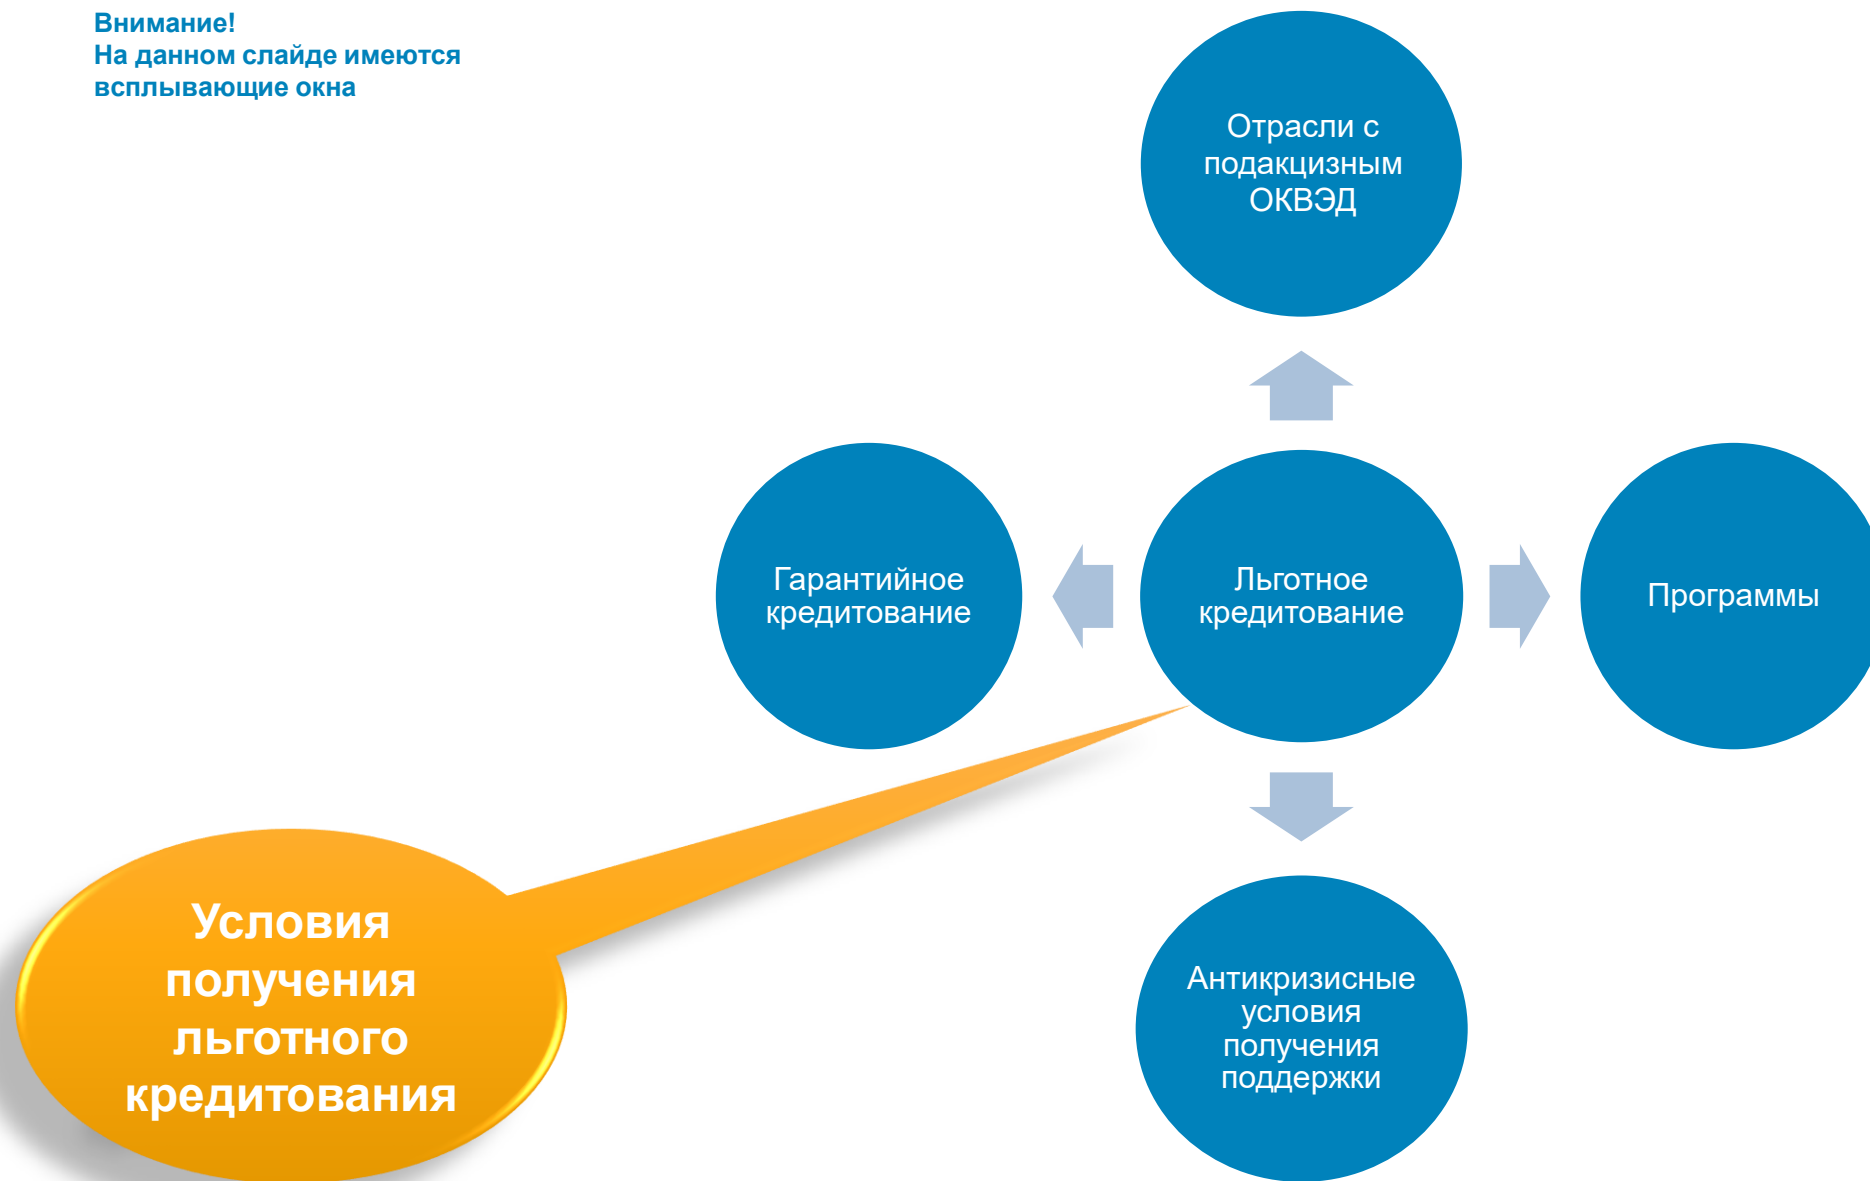 Внимание!
На данном слайде имеются
всплывающие окна
Отрасли с
подакцизным
ОКВЭД
Гарантийное
кредитование
Льготное
кредитование
Программы
Условия
получения
льготного
кредитования
Антикризисные
условия
получения
поддержки